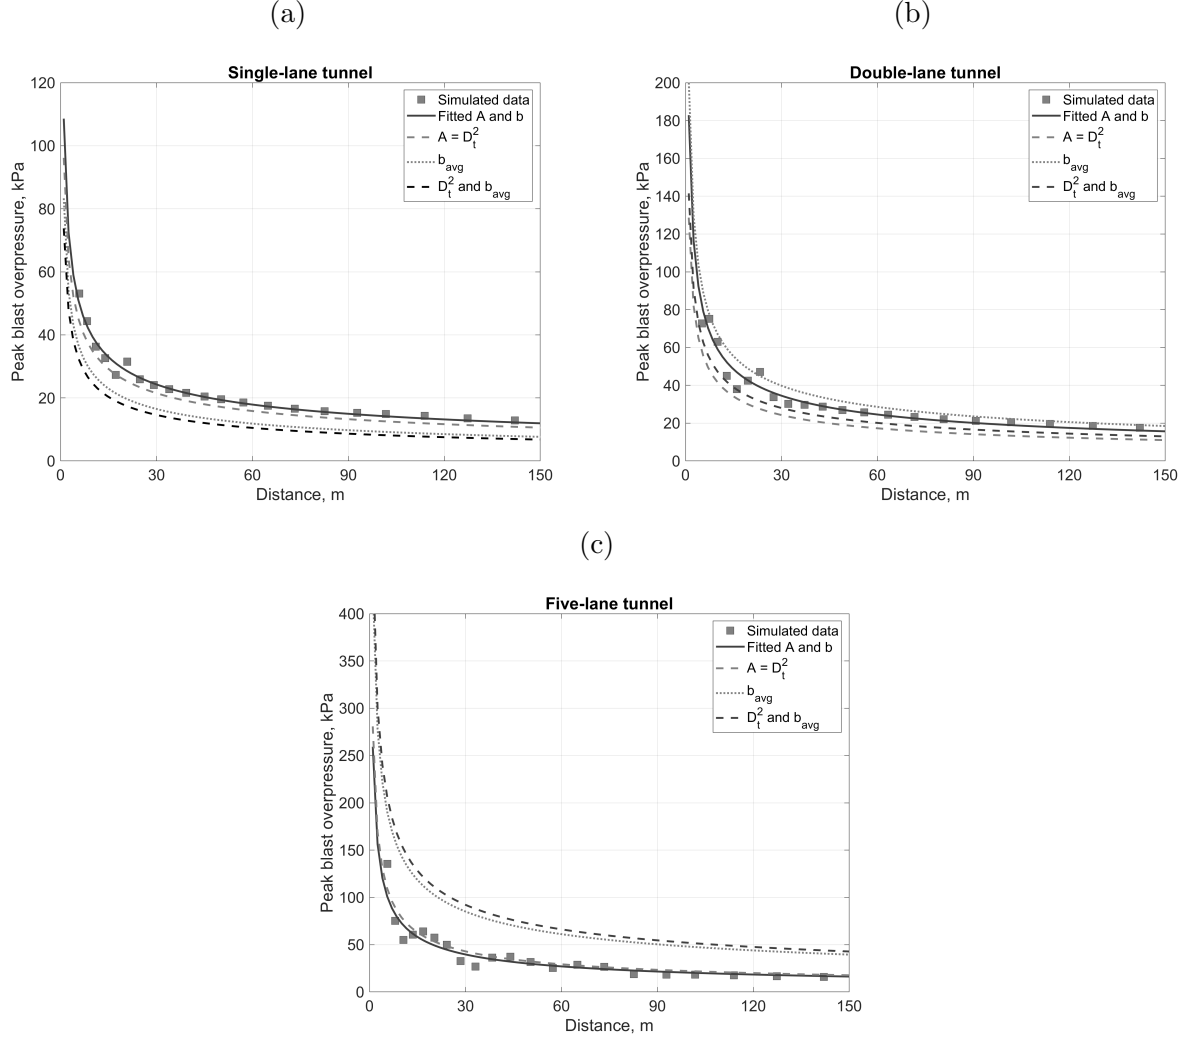 (a)
Single-lane tunnel
Peak blast overpressure, kPa
120
100
80
60
40
20
0
0 30 60 90 120 150
Distance, m
Simulated data
Fitted A and b
A = D_t^2
b_avg
D_t^2 and b_avg
(b)
Double-lane tunnel
Peak blast overpressure, kPa
200
180
160
140
120
100
80
60
40
20
0
0 30 60 90 120 150
Distance, m
Simulated data
Fitted A and b
A = D_t^2
b_avg
D_t^2 and b_avg
(c)
Five-lane tunnel
Peak blast overpressure, kPa
400
350
300
250
200
150
100
50
0
0 30 60 90 120 150
Distance, m
Simulated data
Fitted A and b
A = D_t^2
b_avg
D_t^2 and b_avg